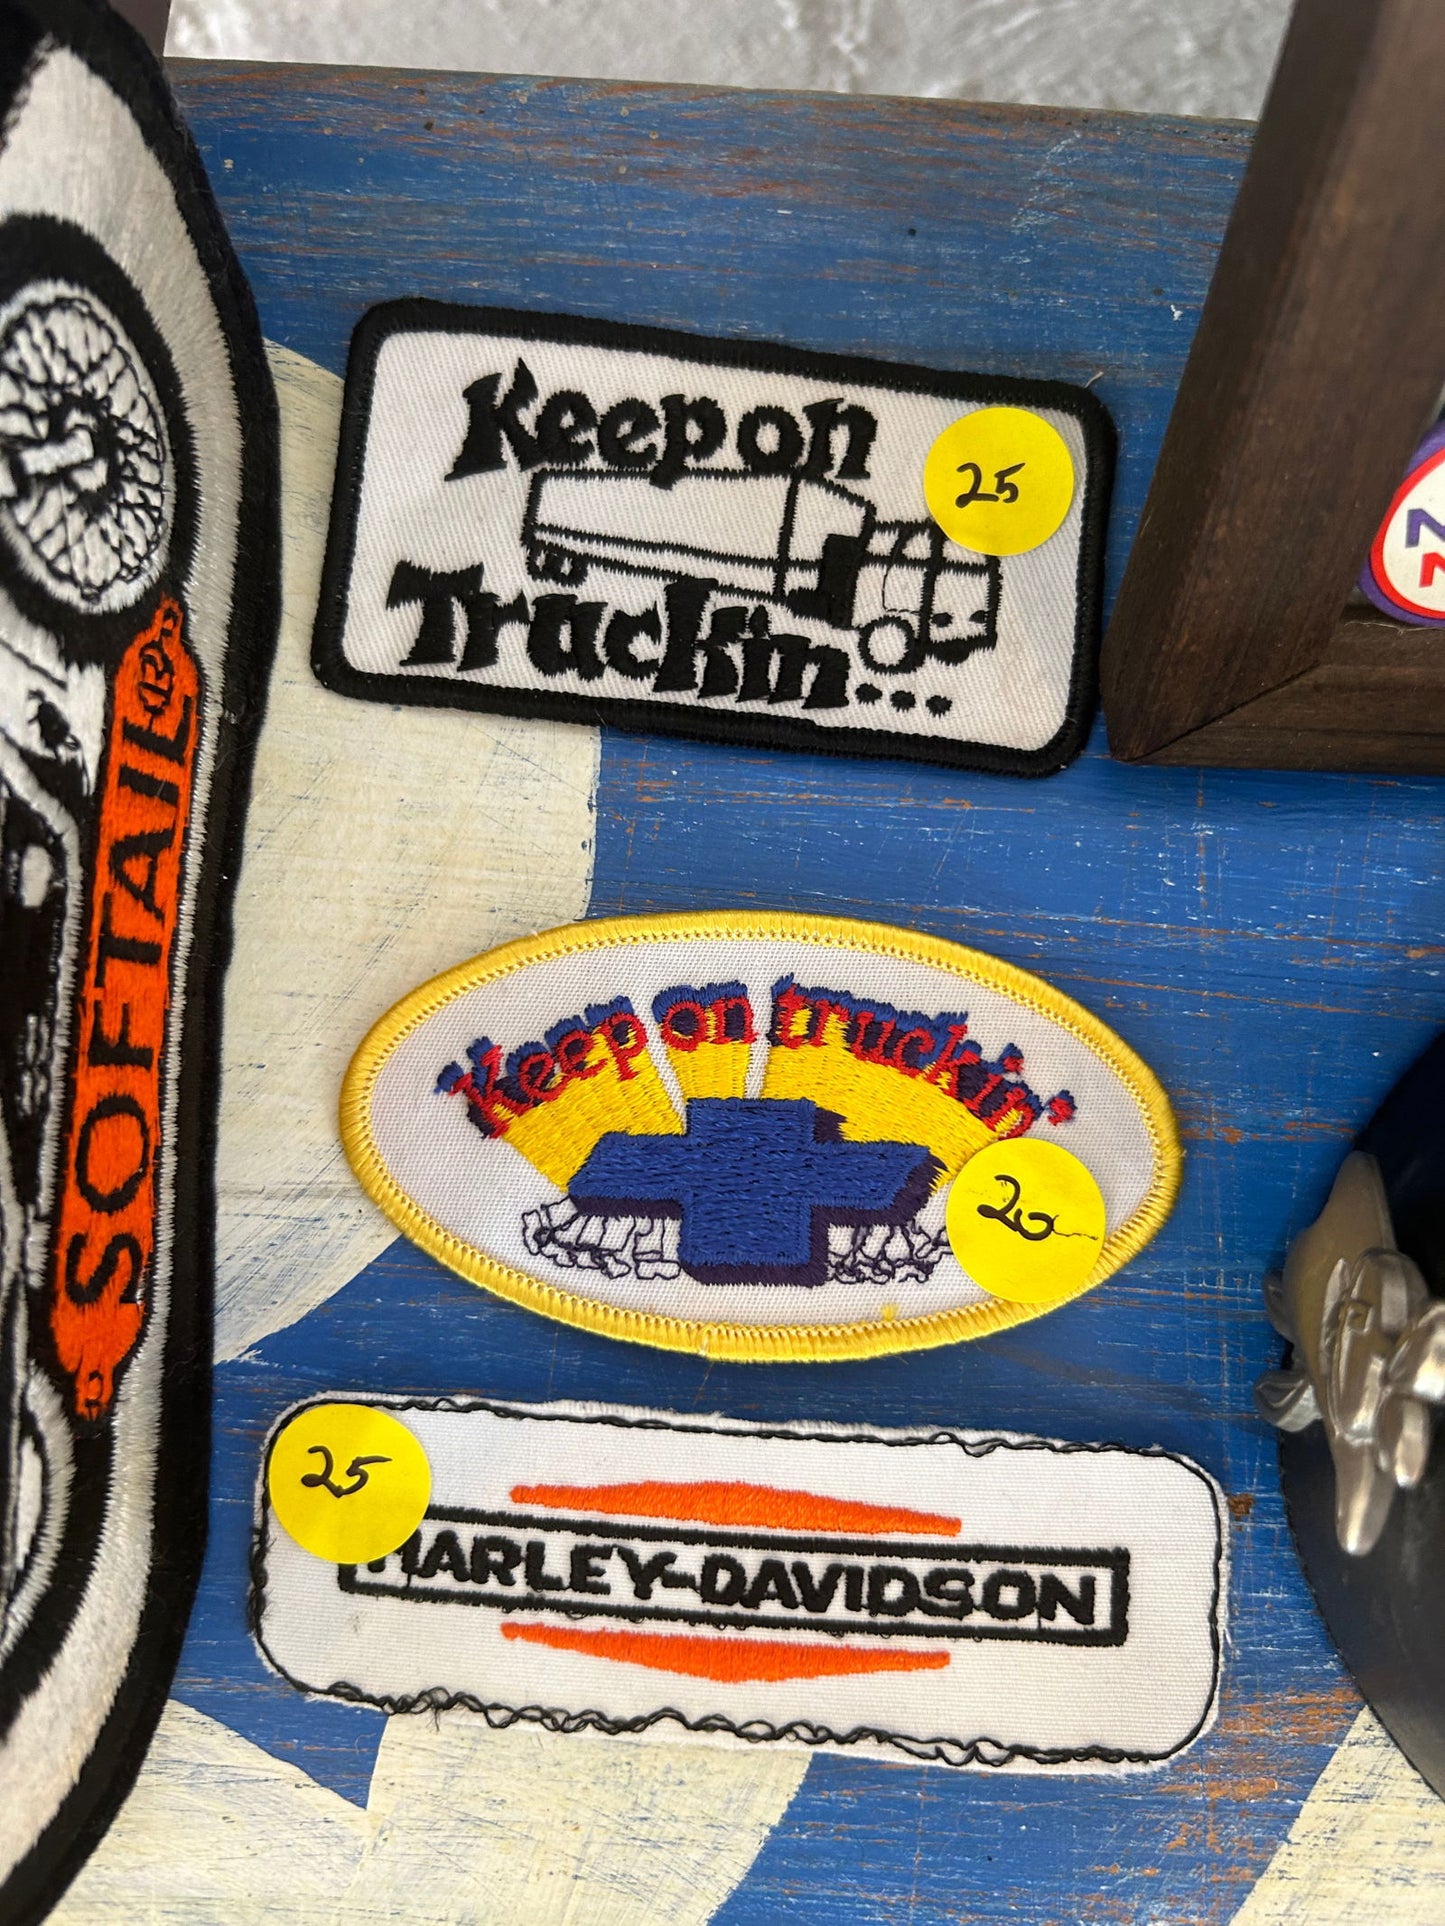 Keep on
25
Truckin...
SOFTAIL
Keep on truckin'
20
25
HARLEY-DAVIDSON